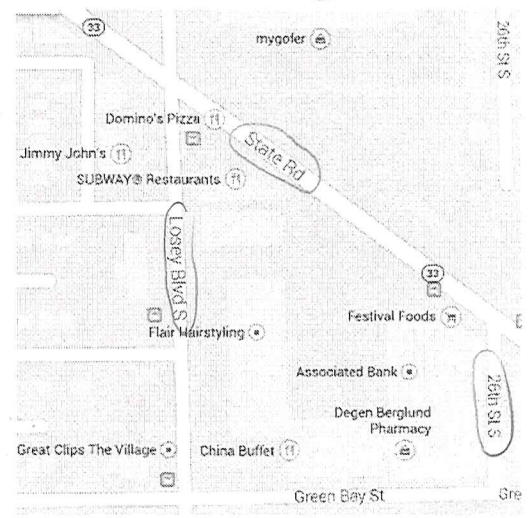 33
mygofer
26th St S
Domino's Pizza
State Rd
Jimmy John's
SUBWAY® Restaurants
Losey Blvd S
33
Festival Foods
Flair Hairstyling
Associated Bank
26th St S
Degen Berglund
Pharmacy
Great Clips The Village
China Buffet
Green Bay St
Gre